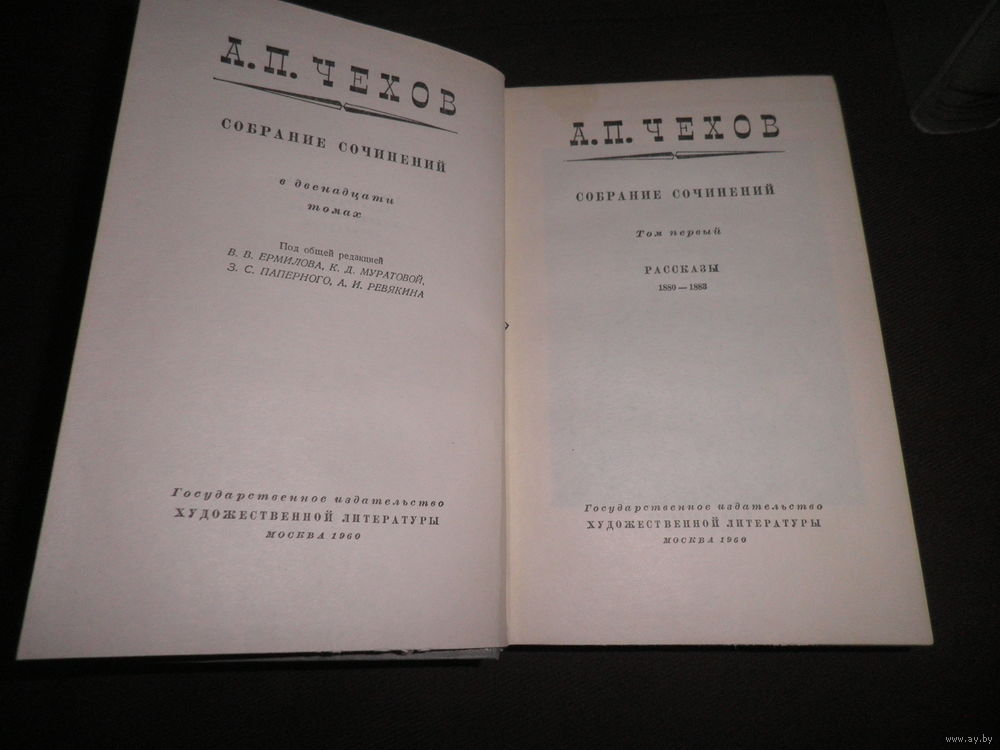 А.П. ЧЕХОВ
СОБРАНИЕ СОЧИНЕНИЙ
в двенадцати
томах
Под общей редакцией
В. В. ЕРМИЛОВА, К. Д. МУРАТОВОЙ,
З. С. ПАПЕРНОГО, А. И. РЕВЯКИНА
Государственное издательство
ХУДОЖЕСТВЕННОЙ ЛИТЕРАТУРЫ
МОСКВА 1960
А.П. ЧЕХОВ
СОБРАНИЕ СОЧИНЕНИЙ
Том первый
РАССКАЗЫ
1880—1883
Государственное издательство
ХУДОЖЕСТВЕННОЙ ЛИТЕРАТУРЫ
МОСКВА 1960
www.ay.by